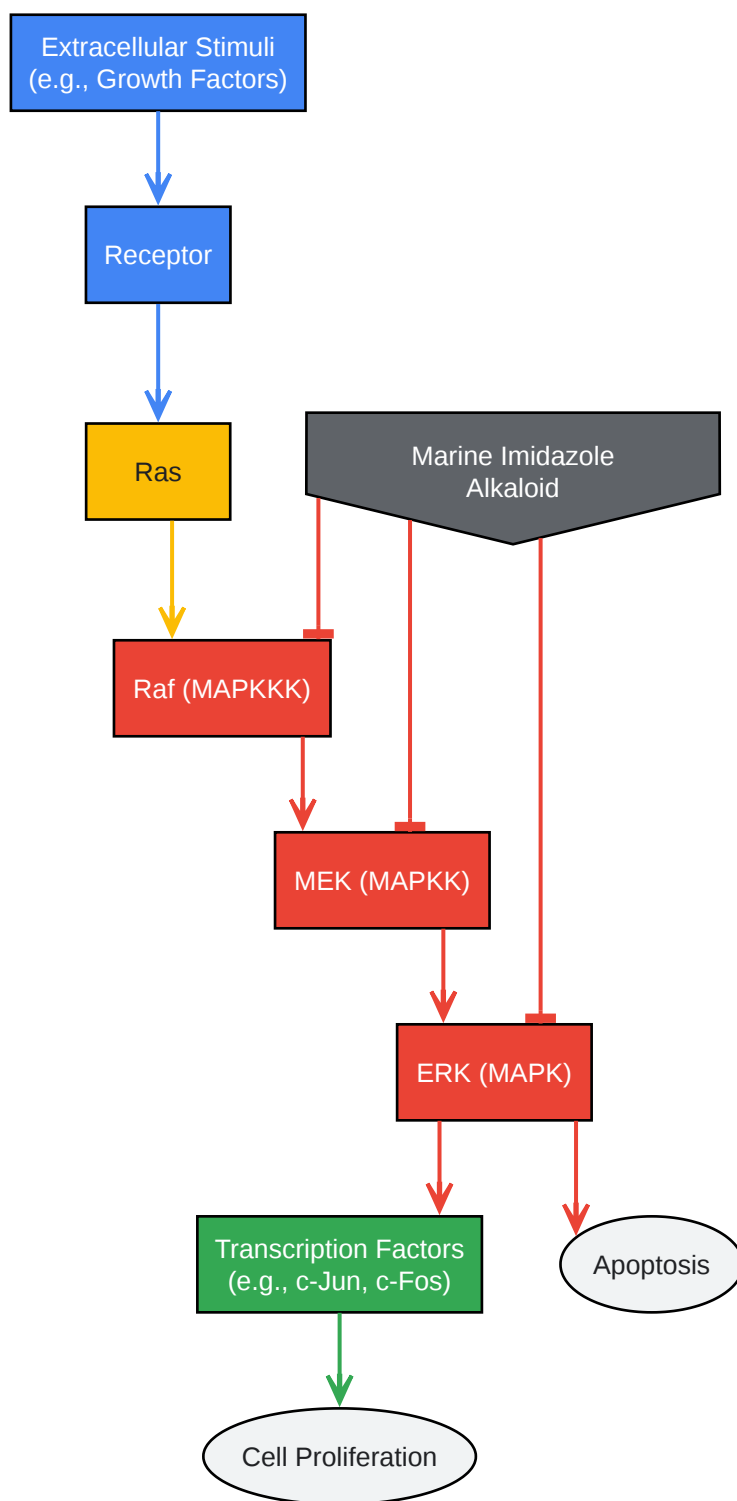 Extracellular Stimuli
(e.g., Growth Factors)
Receptor
Ras
Marine Imidazole
Alkaloid
Raf (MAPKKK)
MEK (MAPKK)
ERK (MAPK)
Transcription Factors
(e.g., c-Jun, c-Fos)
Apoptosis
Cell Proliferation